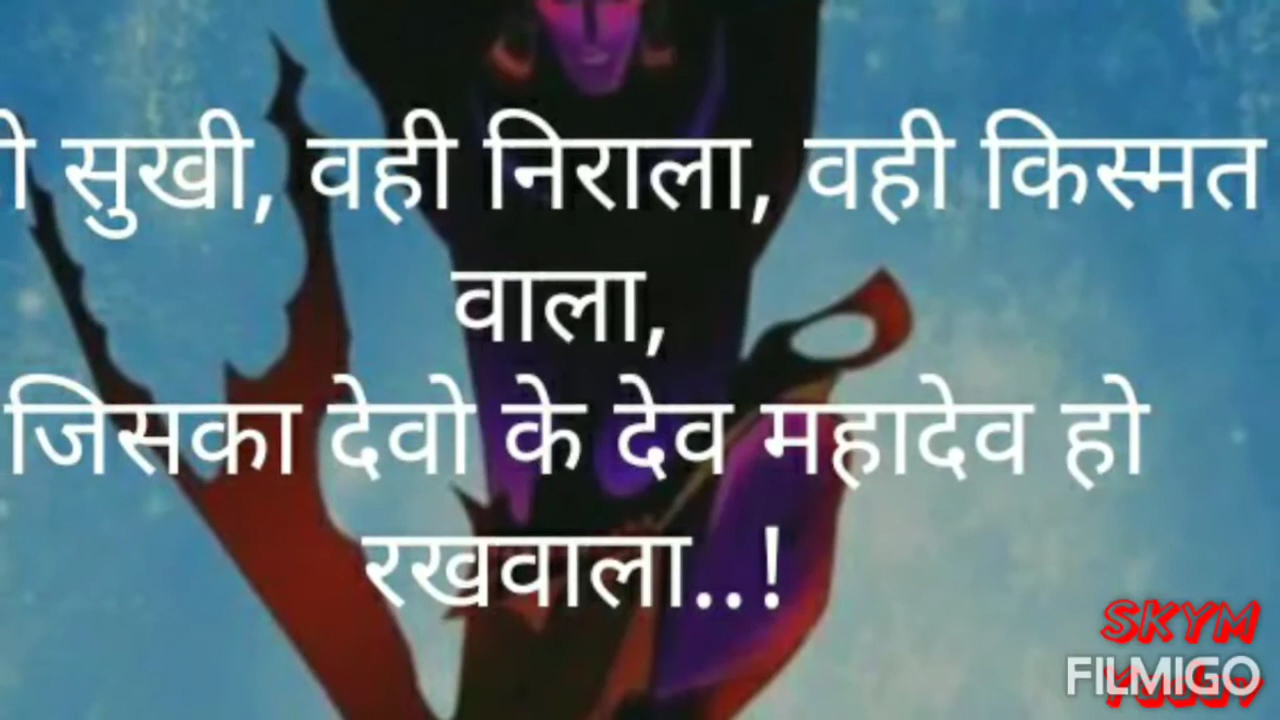 सुखी, वही निराला, वही किस्मत
वाला,
जिसका देवो के देव महादेव हो
रखवाला..!
SKYM
FILMIGO